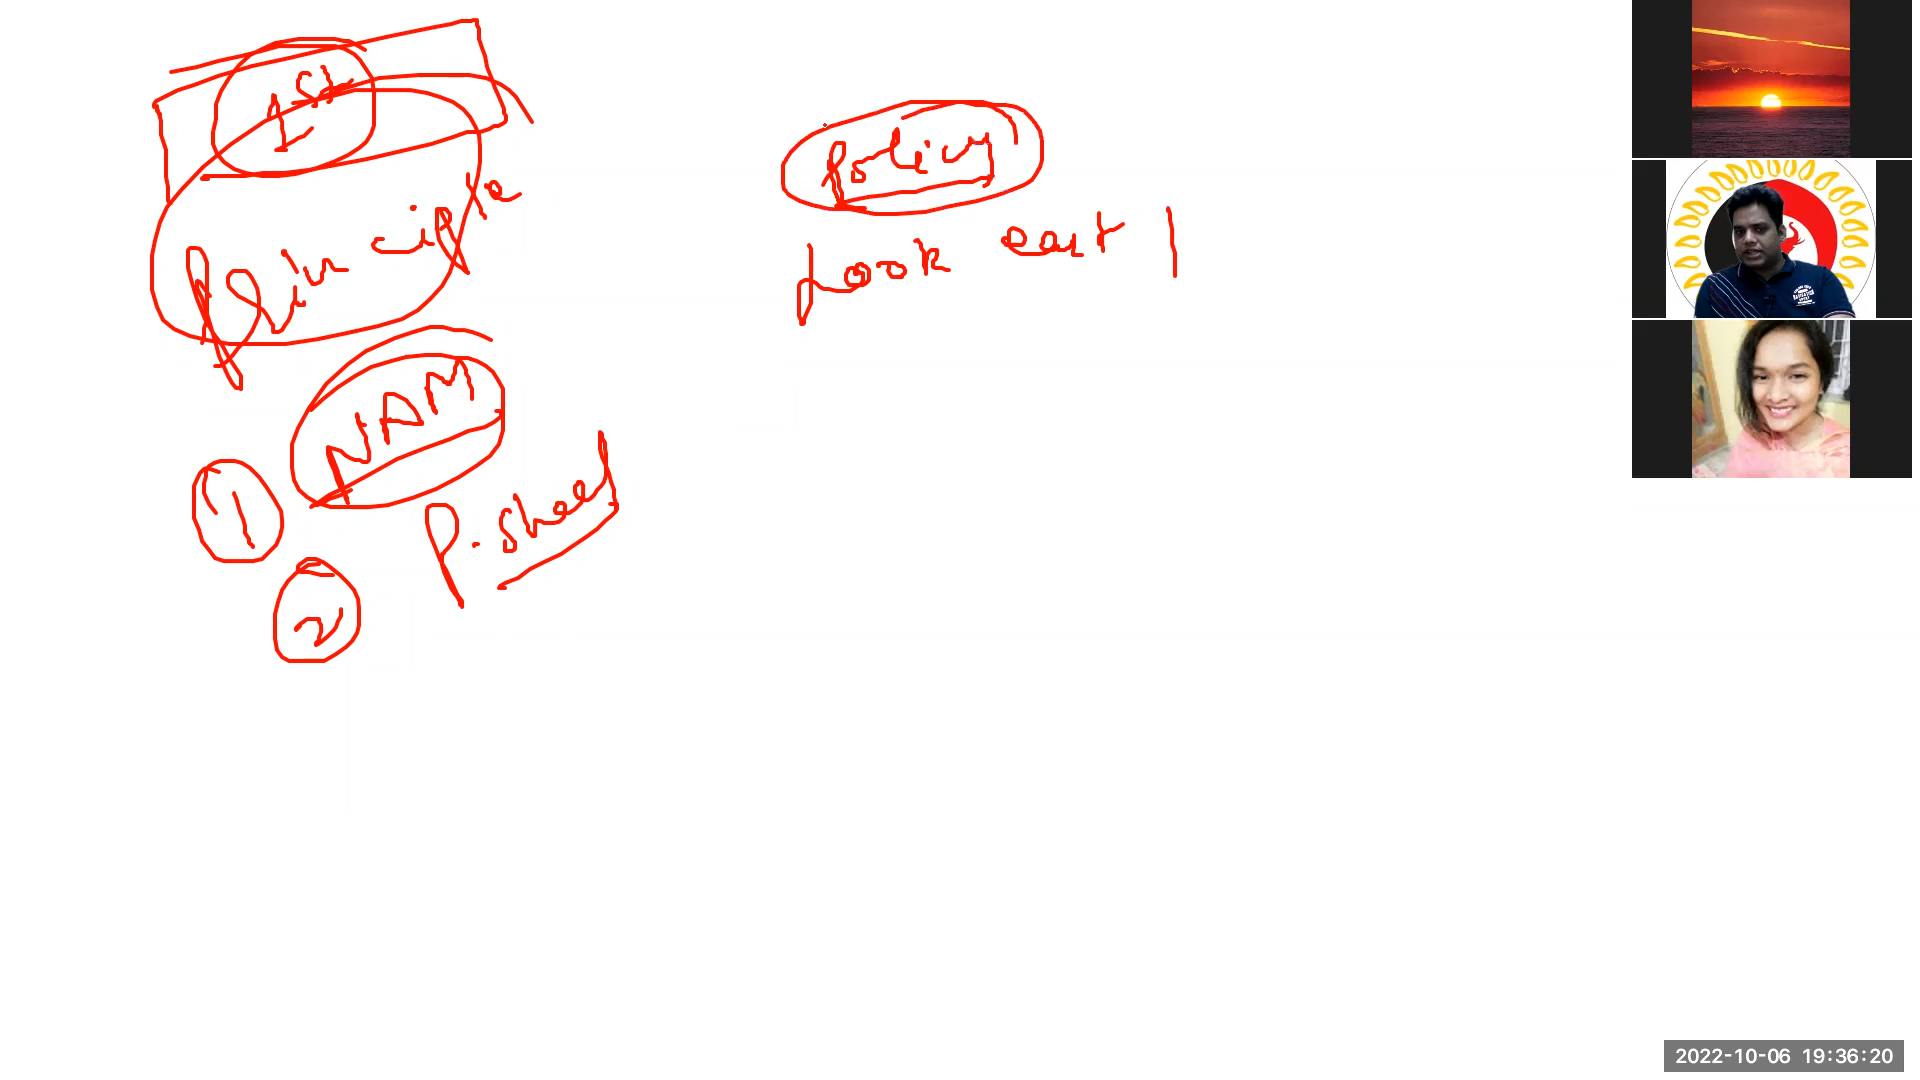 1st
Principle
NAM
1
P. sheel
2
Policy
Look east |
2022-10-06 19:36:20